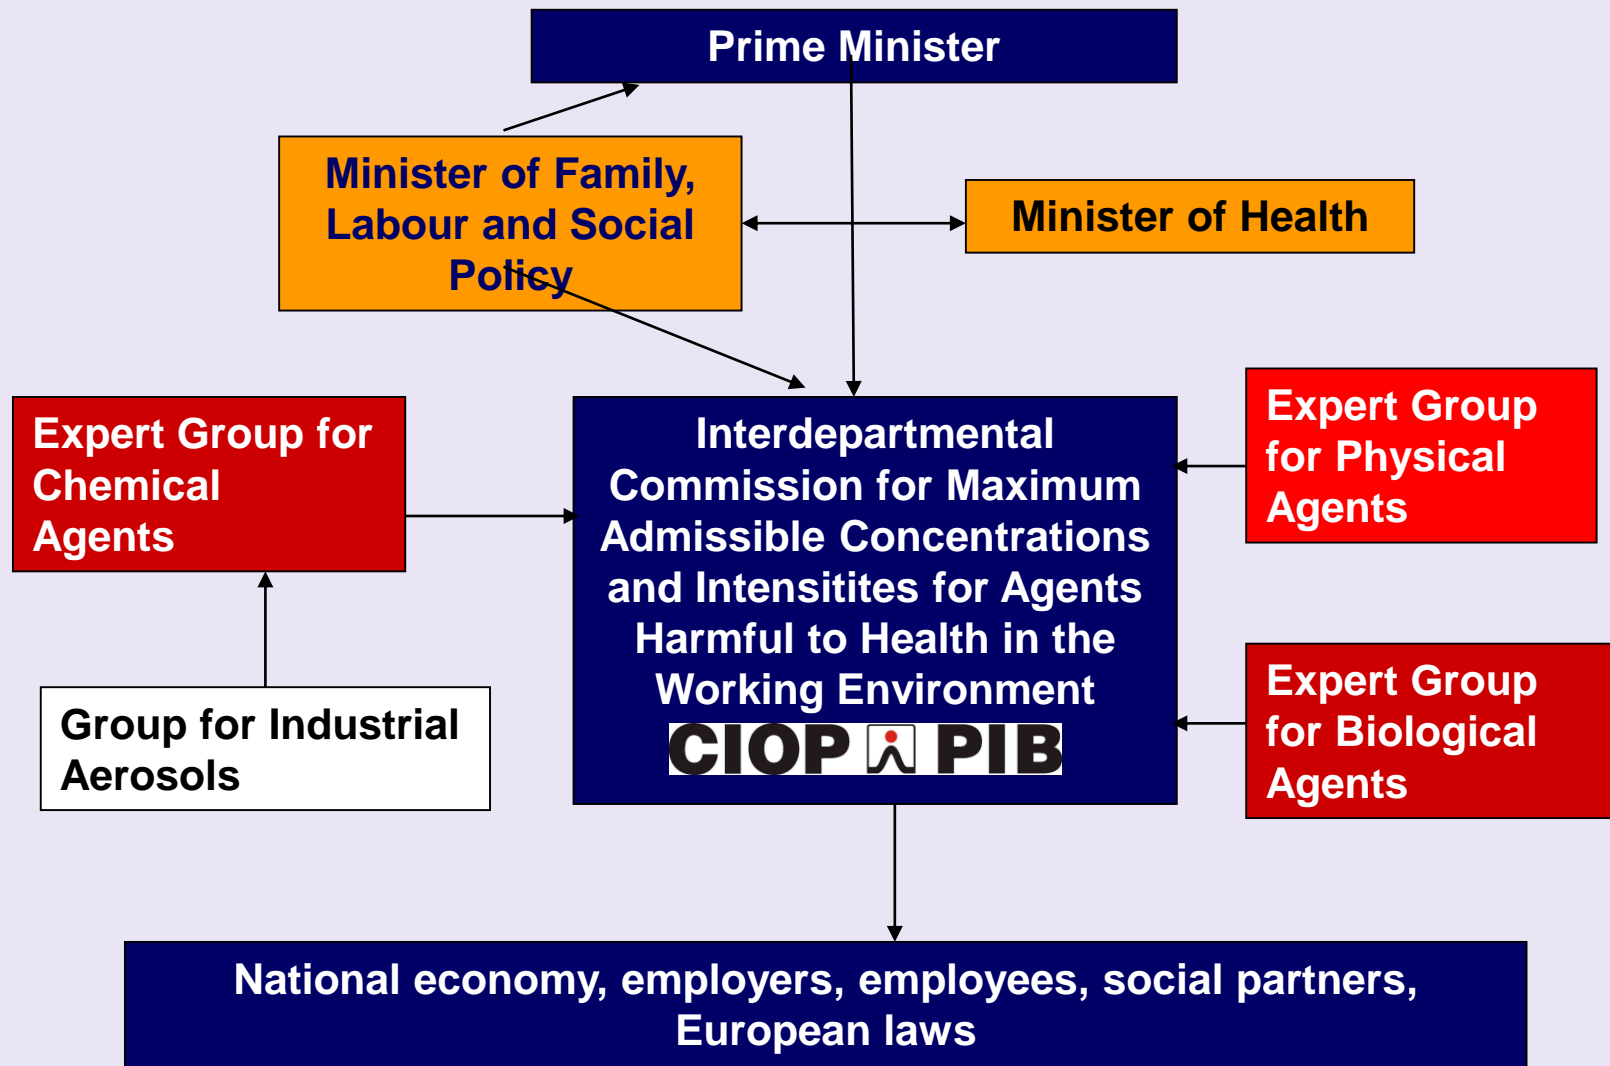 Prime Minister
Minister of Family,
Labour and Social
Policy
Minister of Health
Expert Group for
Chemical
Agents
Interdepartmental
Commission for Maximum
Admissible Concentrations
and Intensitites for Agents
Harmful to Health in the
Working Environment
CIOP PIB
Expert Group
for Physical
Agents
Group for Industrial
Aerosols
Expert Group
for Biological
Agents
National economy, employers, employees, social partners,
European laws